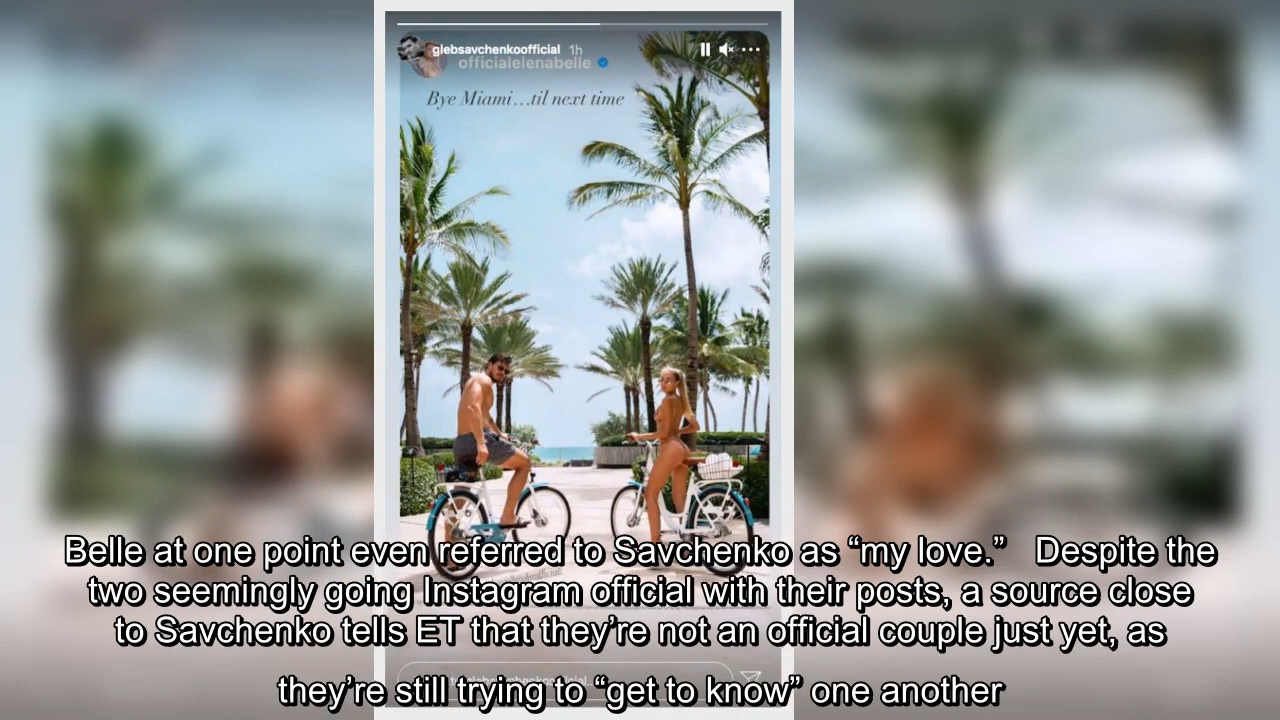 glebsavchenkoofficial 1h
officialelenabelle
Bye Miami...til next time
Belle at one point even referred to Savchenko as “my love.” Despite the
two seemingly going Instagram official with their posts, a source close
to Savchenko tells ET that they’re not an official couple just yet, as
they’re still trying to “get to know” one another